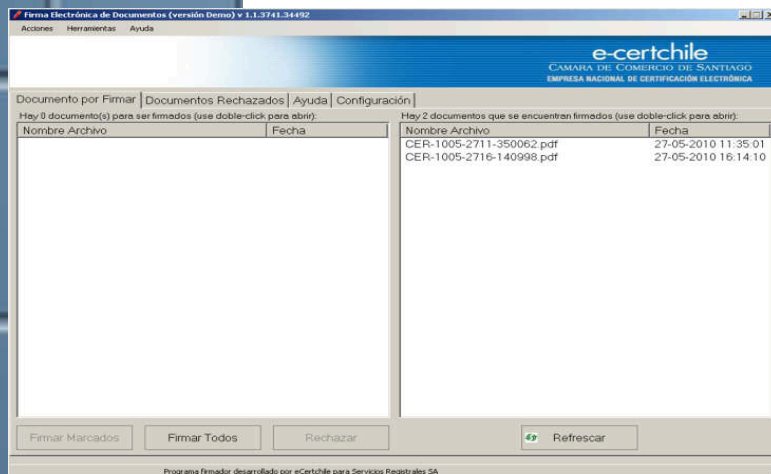 Firma Electrónica de Documentos (versión Demo) v 1.1.3741.34492
Acciones Herramientas Ayuda
e-certchile
CAMARA DE COMERCIO DE SANTIAGO
EMPRESA NACIONAL DE CERTIFICACIÓN ELECTRÓNICA
Documento por Firmar Documentos Rechazados Ayuda Configuración
Hay 0 documento(s) para ser firmados (use doble-click para abrir):
Nombre Archivo Fecha
Hay 2 documentos que se encuentran firmados (use doble-click para abrir):
Nombre Archivo Fecha
CER-1005-2711-350062.pdf 27-05-2010 11:35:01
CER-1005-2716-140998.pdf 27-05-2010 16:14:10
Firmar Marcados Firmar Todos Rechazar Refrescar
Programa firmador desarrollado por eCertchile para Servicios Registrales SA